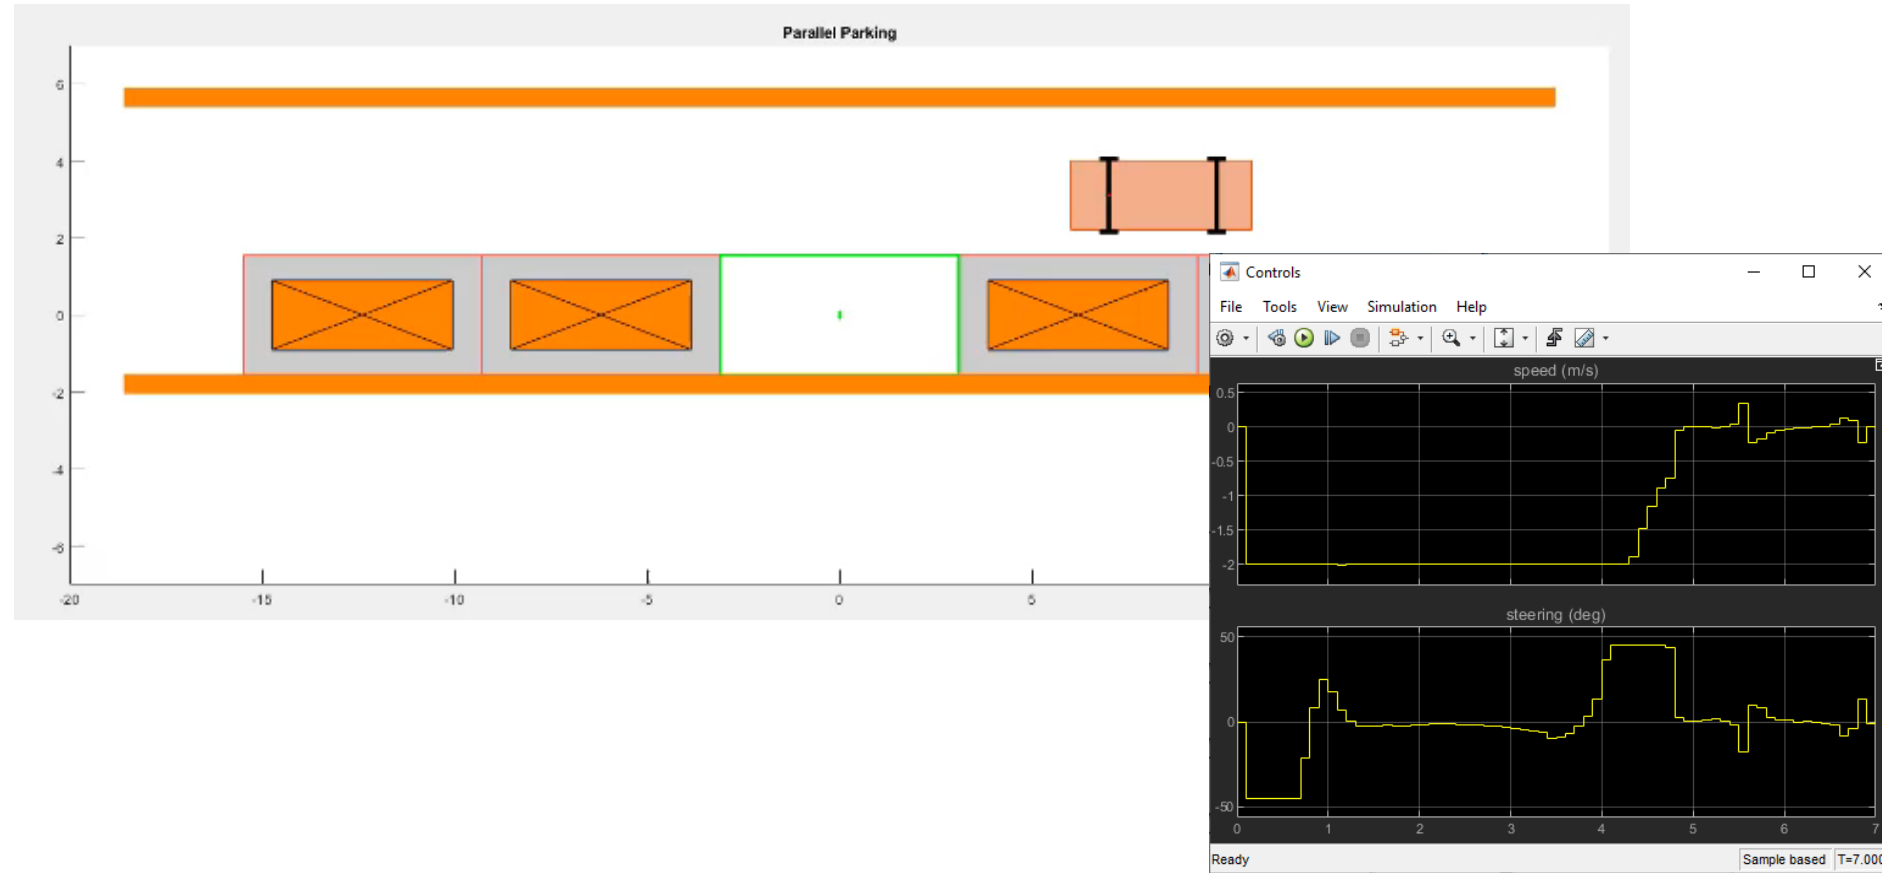 Parallel Parking
6
4
2
0
-2
-4
-6
-20 -15 -10 -5 0 5
Controls
File Tools View Simulation Help
speed (m/s)
0.5
0
-0.5
-1
-1.5
-2
steering (deg)
50
0
-50
0 1 2 3 4 5 6 7
Ready Sample based T=7.000